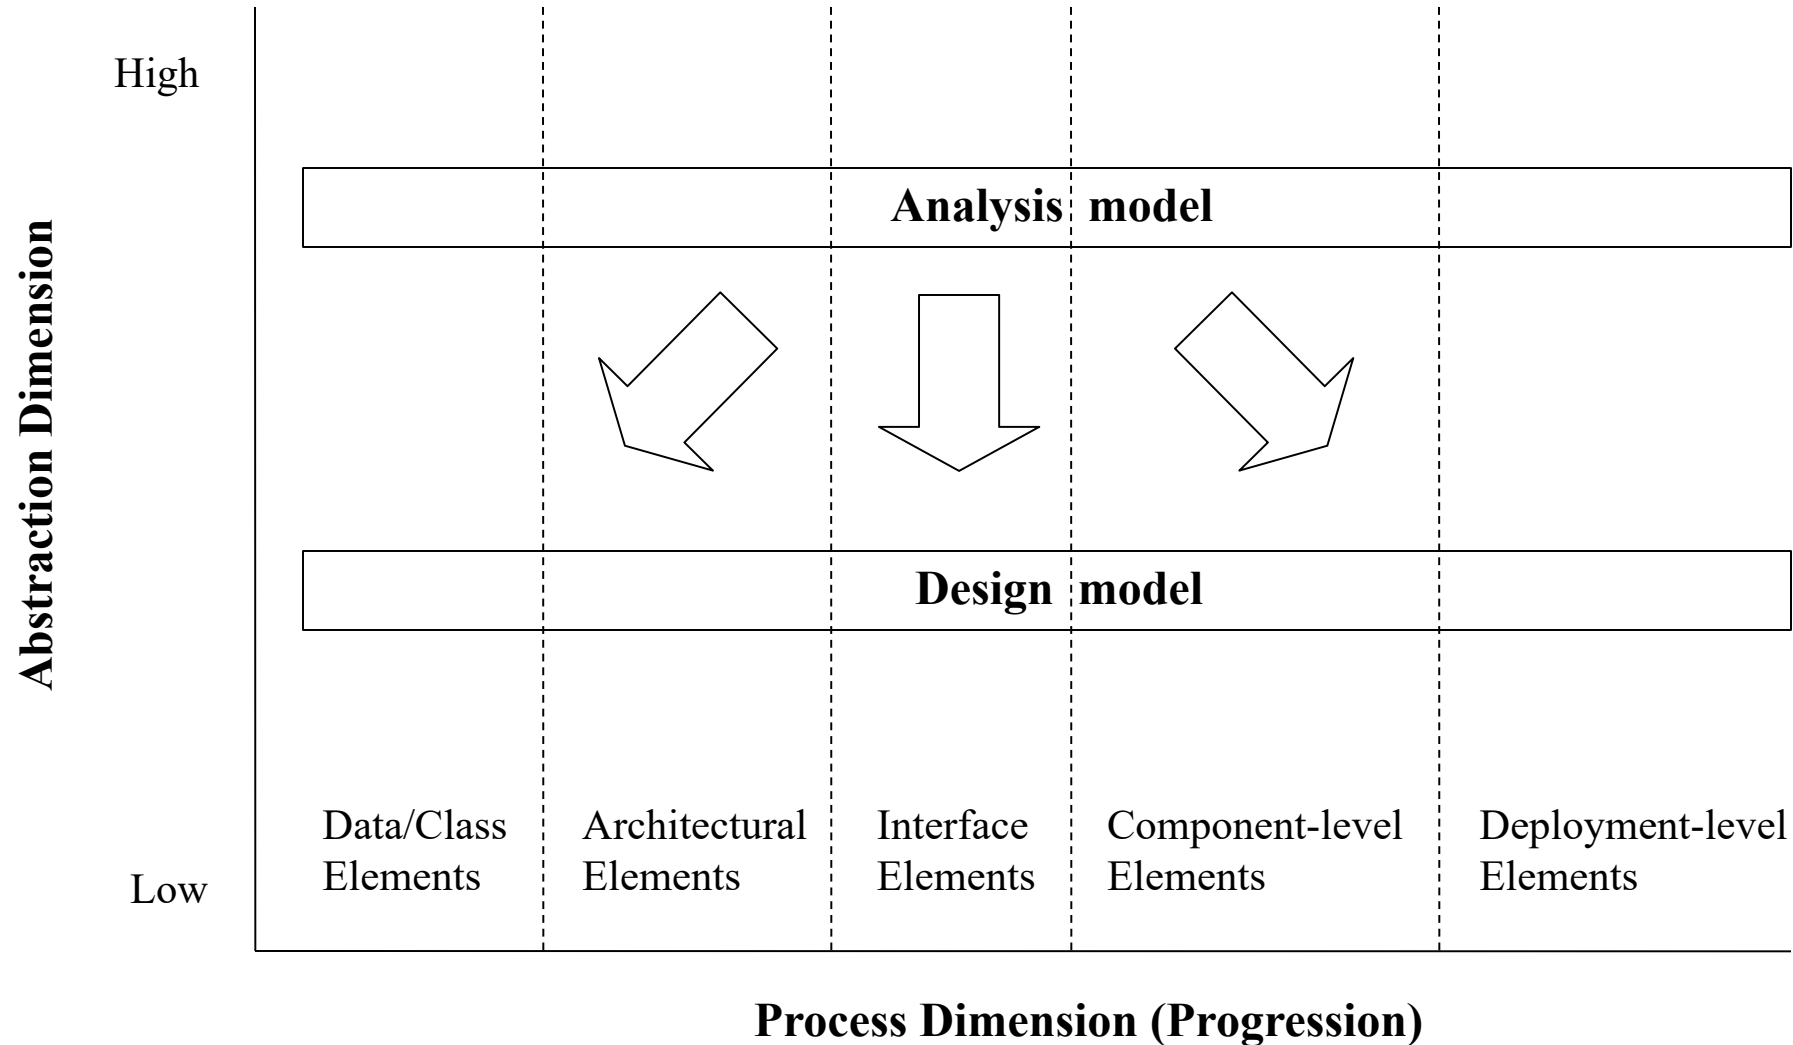 High
Analysis model
Abstraction Dimension
Design model
Data/Class
Elements
Architectural
Elements
Interface
Elements
Component-level
Elements
Deployment-level
Elements
Low
Process Dimension (Progression)